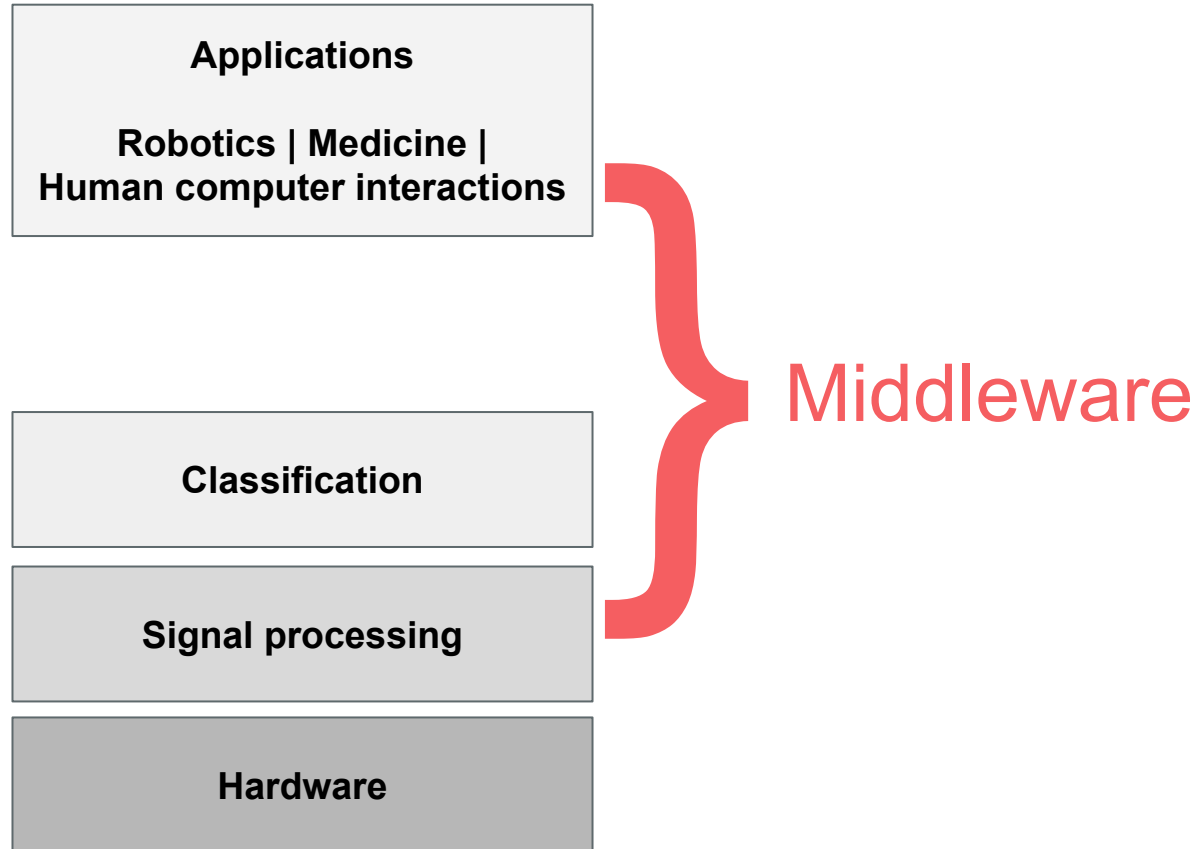 Applications
Robotics | Medicine |
Human computer interactions
Middleware
Classification
Signal processing
Hardware